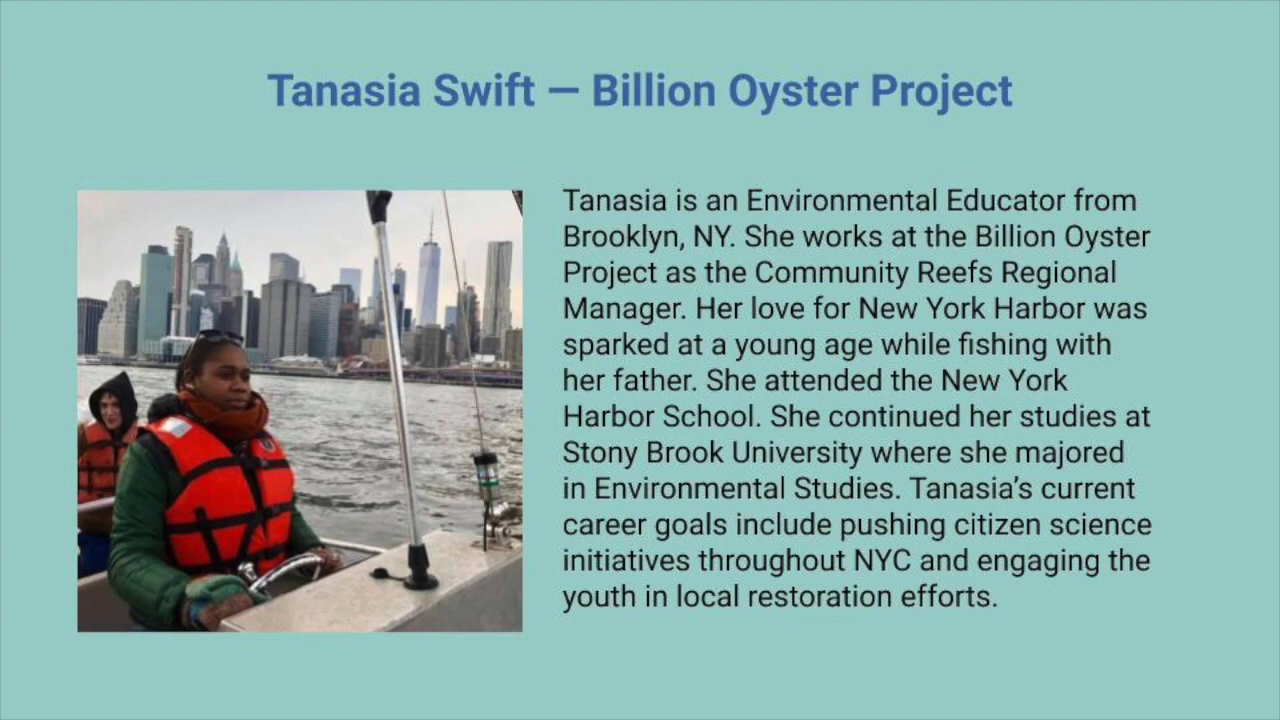 Tanasia Swift — Billion Oyster Project
Tanasia is an Environmental Educator from
Brooklyn, NY. She works at the Billion Oyster
Project as the Community Reefs Regional
Manager. Her love for New York Harbor was
sparked at a young age while fishing with
her father. She attended the New York
Harbor School. She continued her studies at
Stony Brook University where she majored
in Environmental Studies. Tanasia’s current
career goals include pushing citizen science
initiatives throughout NYC and engaging the
youth in local restoration efforts.